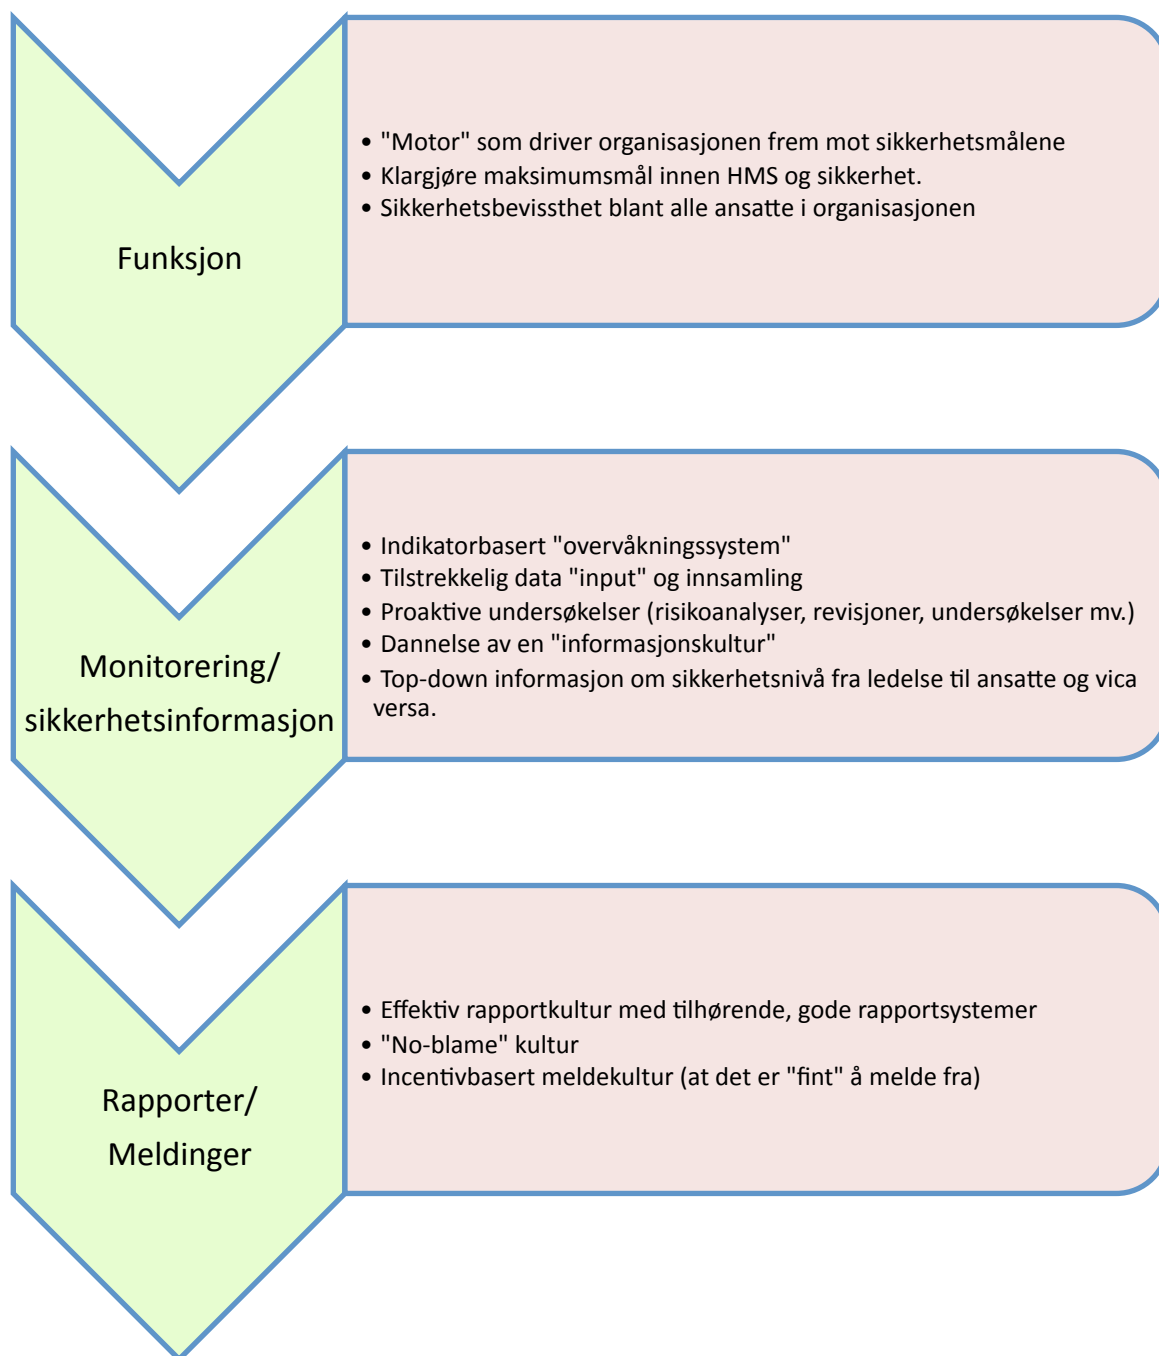 Funksjon
• "Motor" som driver organisasjonen frem mot sikkerhetsmålene
• Klargjøre maksimumsmål innen HMS og sikkerhet.
• Sikkerhetsbevissthet blant alle ansatte i organisasjonen
Monitorering/
sikkerhetsinformasjon
• Indikatorbasert "overvåkningssystem"
• Tilstrekkelig data "input" og innsamling
• Proaktive undersøkelser (risikoanalyser, revisjoner, undersøkelser mv.)
• Dannelse av en "informasjonskultur"
• Top-down informasjon om sikkerhetsnivå fra ledelse til ansatte og vica
versa.
Rapporter/
Meldinger
• Effektiv rapportkultur med tilhørende, gode rapportsystemer
• "No-blame" kultur
• Incentivbasert meldekultur (at det er "fint" å melde fra)